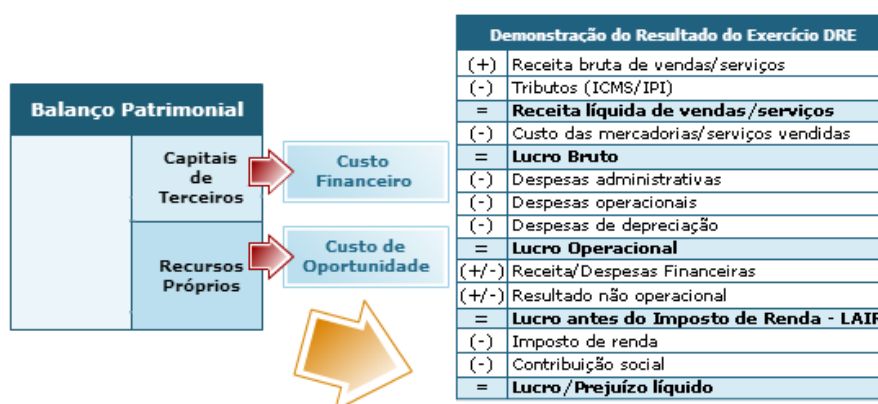 Balanço Patrimonial
Capitais
de
Terceiros
Recursos
Próprios
Custo
Financeiro
Custo de
Oportunidade
Demonstração do Resultado do Exercício DRE
(+) Receita bruta de vendas/serviços
(-) Tributos (ICMS/IPI)
= Receita líquida de vendas/serviços
(-) Custo das mercadorias/serviços vendidas
= Lucro Bruto
(-) Despesas administrativas
(-) Despesas operacionais
(-) Despesas de depreciação
= Lucro Operacional
(+/-) Receita/Despesas Financeiras
(+/-) Resultado não operacional
= Lucro antes do Imposto de Renda - LAIR
(-) Imposto de renda
(-) Contribuição social
= Lucro/Prejuízo líquido